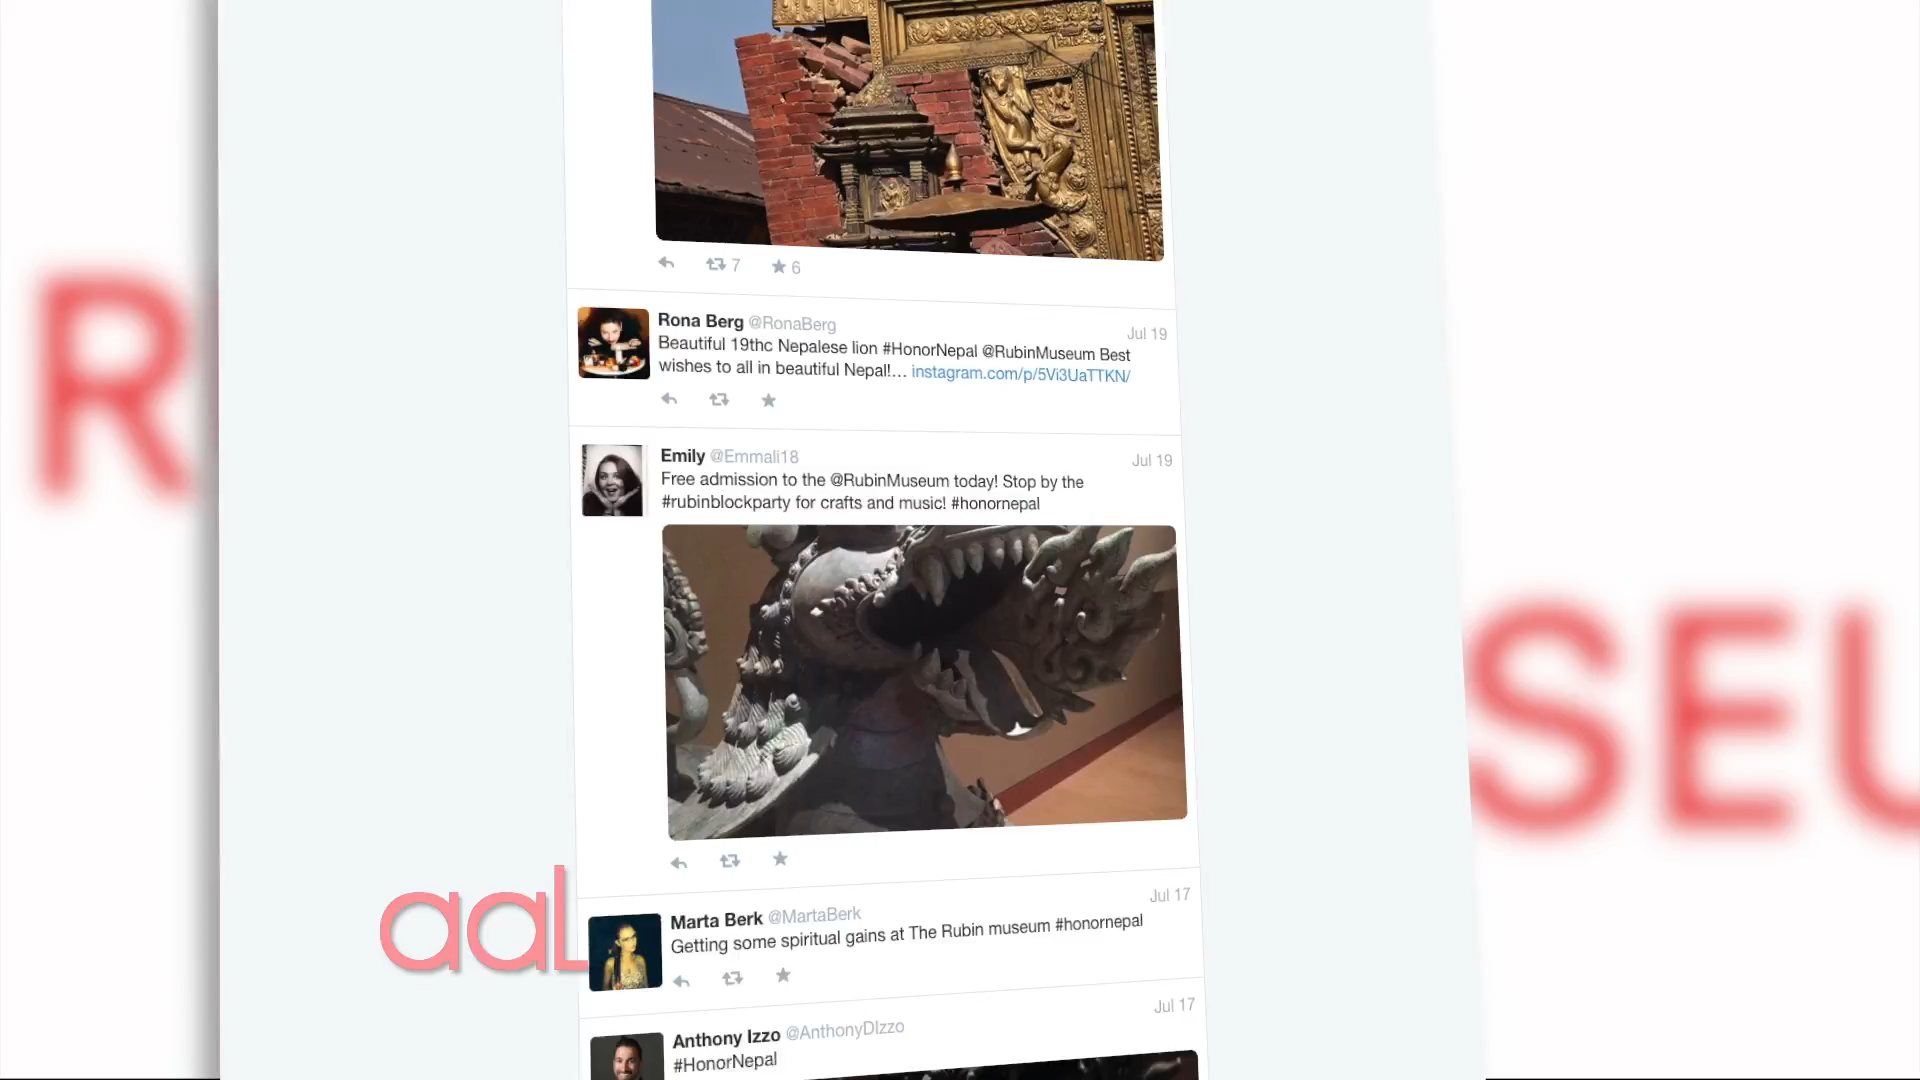 7
6
Rona Berg @RonaBerg
Jul 19
Beautiful 19thc Nepalese lion #HonorNepal @RubinMuseum Best
wishes to all in beautiful Nepal!... instagram.com/p/5Vi3UaTTKN/
Emily @Emmali18
Jul 19
Free admission to the @RubinMuseum today! Stop by the
#rubinblockparty for crafts and music! #honornepal
Marta Berk @MartaBerk
Jul 17
Getting some spiritual gains at The Rubin museum #honornepal
Anthony Izzo @AnthonyDIzzo
Jul 17
#HonorNepal
R
SEU
aaL